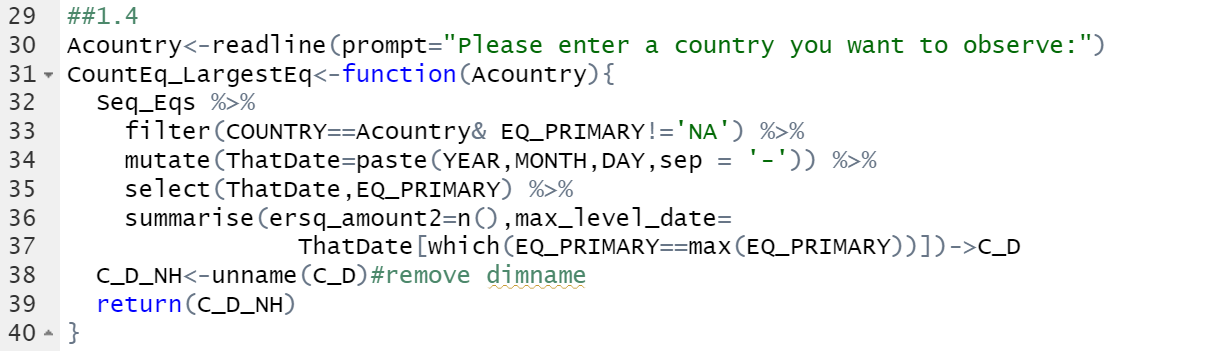 29 ##1.4
30 Acountry<-readline(prompt="Please enter a country you want to observe:")
31 CountEq_LargestEq<-function(Acountry){
32   Seq_Eqs %>%
33     filter(COUNTRY==Acountry& EQ_PRIMARY!='NA') %>%
34     mutate(ThatDate=paste(YEAR,MONTH,DAY,sep = '-')) %>%
35     select(ThatDate,EQ_PRIMARY) %>%
36     summarise(ersq_amount2=n(),max_level_date=
37               ThatDate[which(EQ_PRIMARY==max(EQ_PRIMARY))])->C_D
38   C_D_NH<-unname(C_D)#remove dimname
39   return(C_D_NH)
40 }